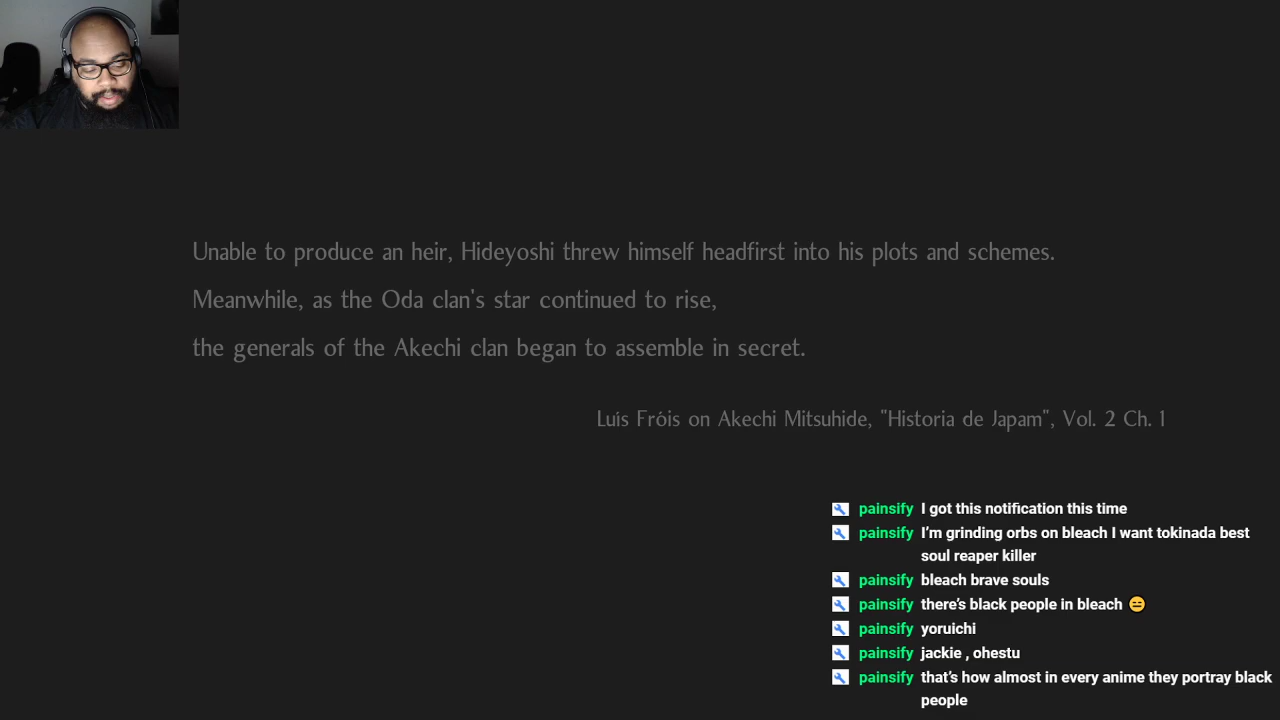 Unable to produce an heir, Hideyoshi threw himself headfirst into his plots and schemes.
Meanwhile, as the Oda clan's star continued to rise,
the generals of the Akechi clan began to assemble in secret.
Luís Fróis on Akechi Mitsuhide, "Historia de Japam", Vol. 2 Ch. 1
painsify I got this notification this time
painsify I’m grinding orbs on bleach I want tokinada best
soul reaper killer
painsify bleach brave souls
painsify there’s black people in bleach 😑
painsify yoruichi
painsify jackie , ohestu
painsify that’s how almost in every anime they portray black
people